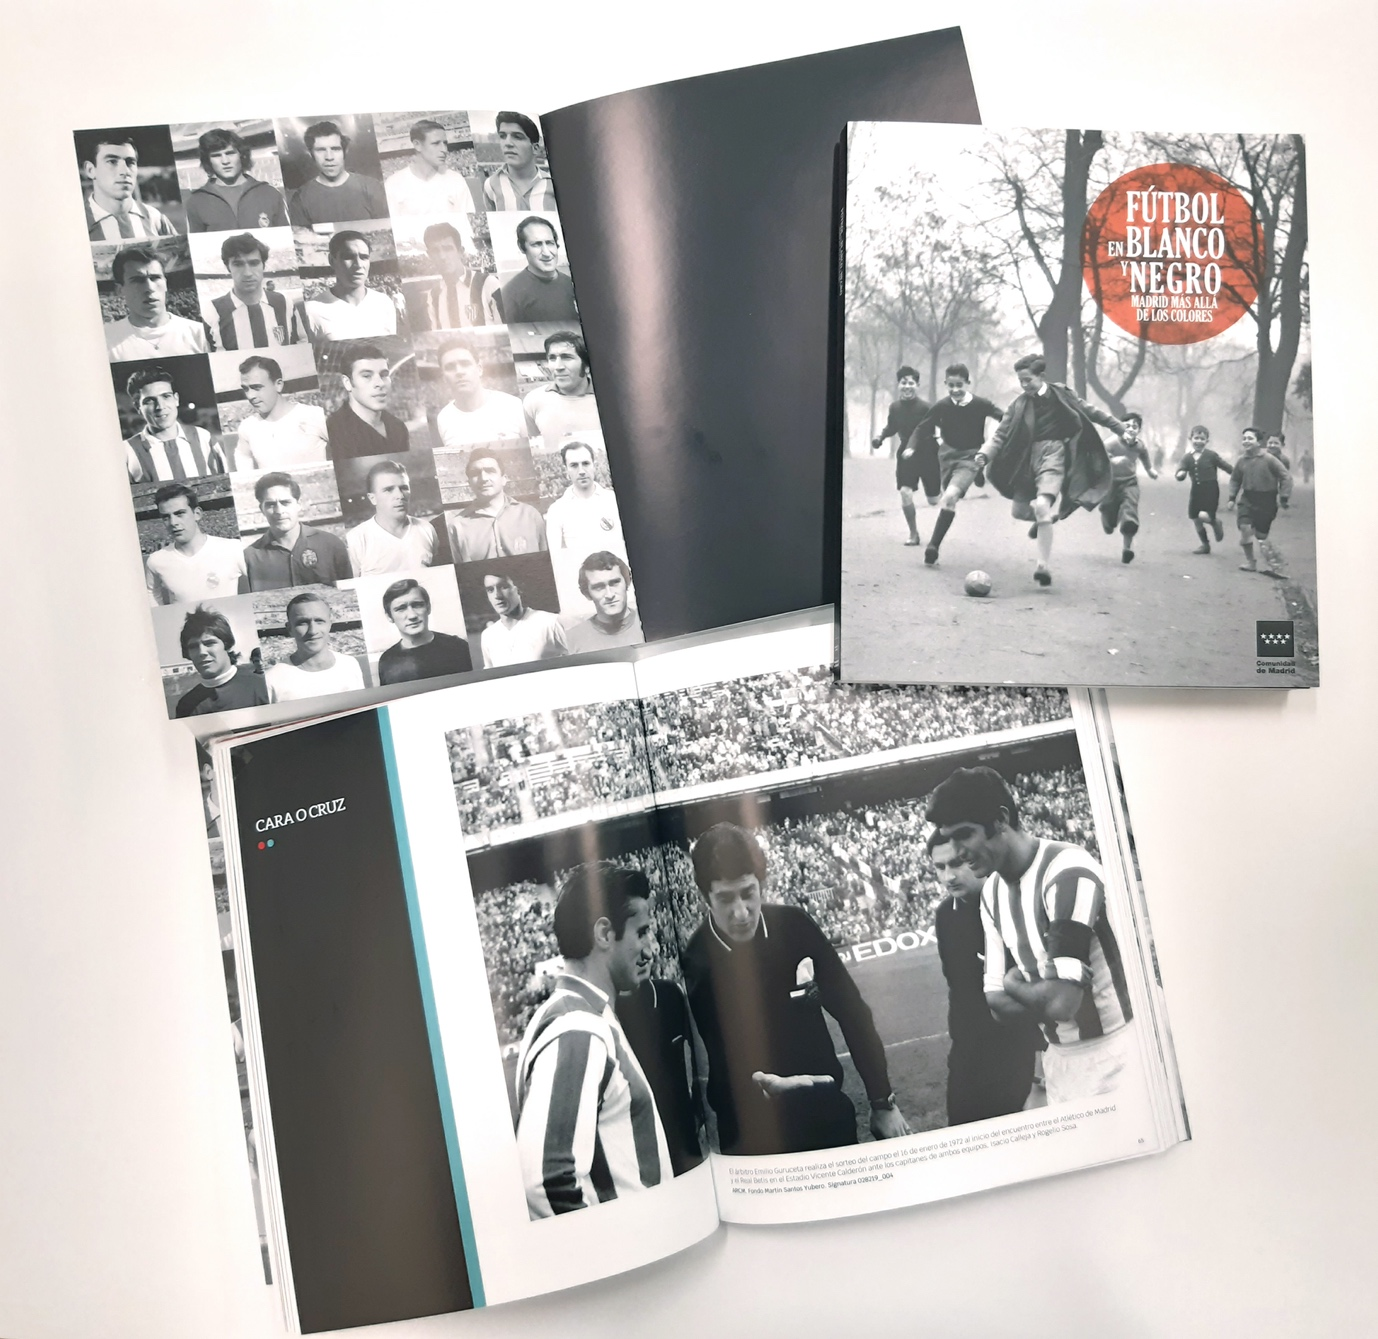 FÚTBOL
EN BLANCO
Y NEGRO
MADRID MÁS ALLÁ
DE LOS COLORES
Comunidad
de Madrid
CARA O CRUZ
EDOX
El árbitro Emilio Guruceta realiza el sorteo del campo el 16 de enero de 1972 al inicio del encuentro entre el Atlético de Madrid
y el Real Betis en el Estadio Vicente Calderón ante los capitanes de ambos equipos, Isacio Calleja y Rogelio Sosa.
ARCM. Fondo Martín Santos Yubero. Signatura 028219_004